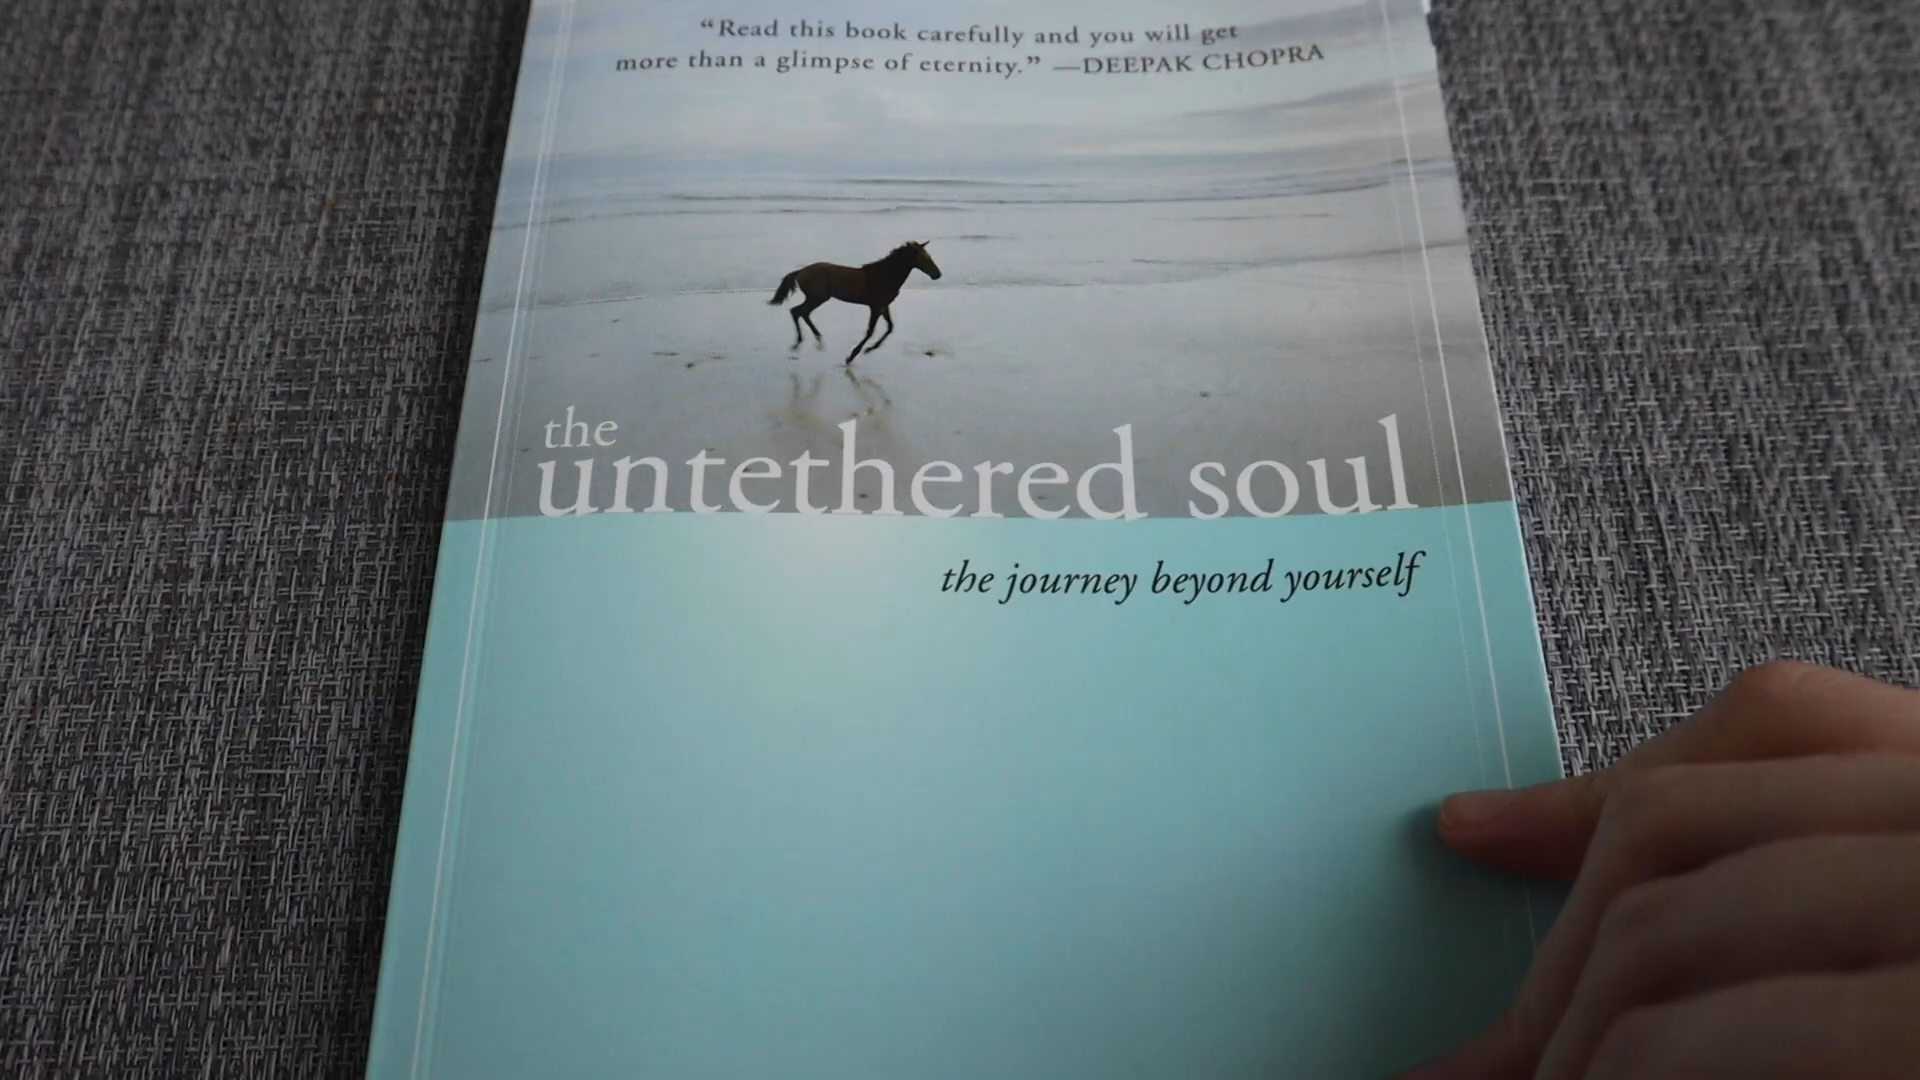 “Read this book carefully and you will get
more than a glimpse of eternity.” —DEEPAK CHOPRA
the
untethered soul
the journey beyond yourself